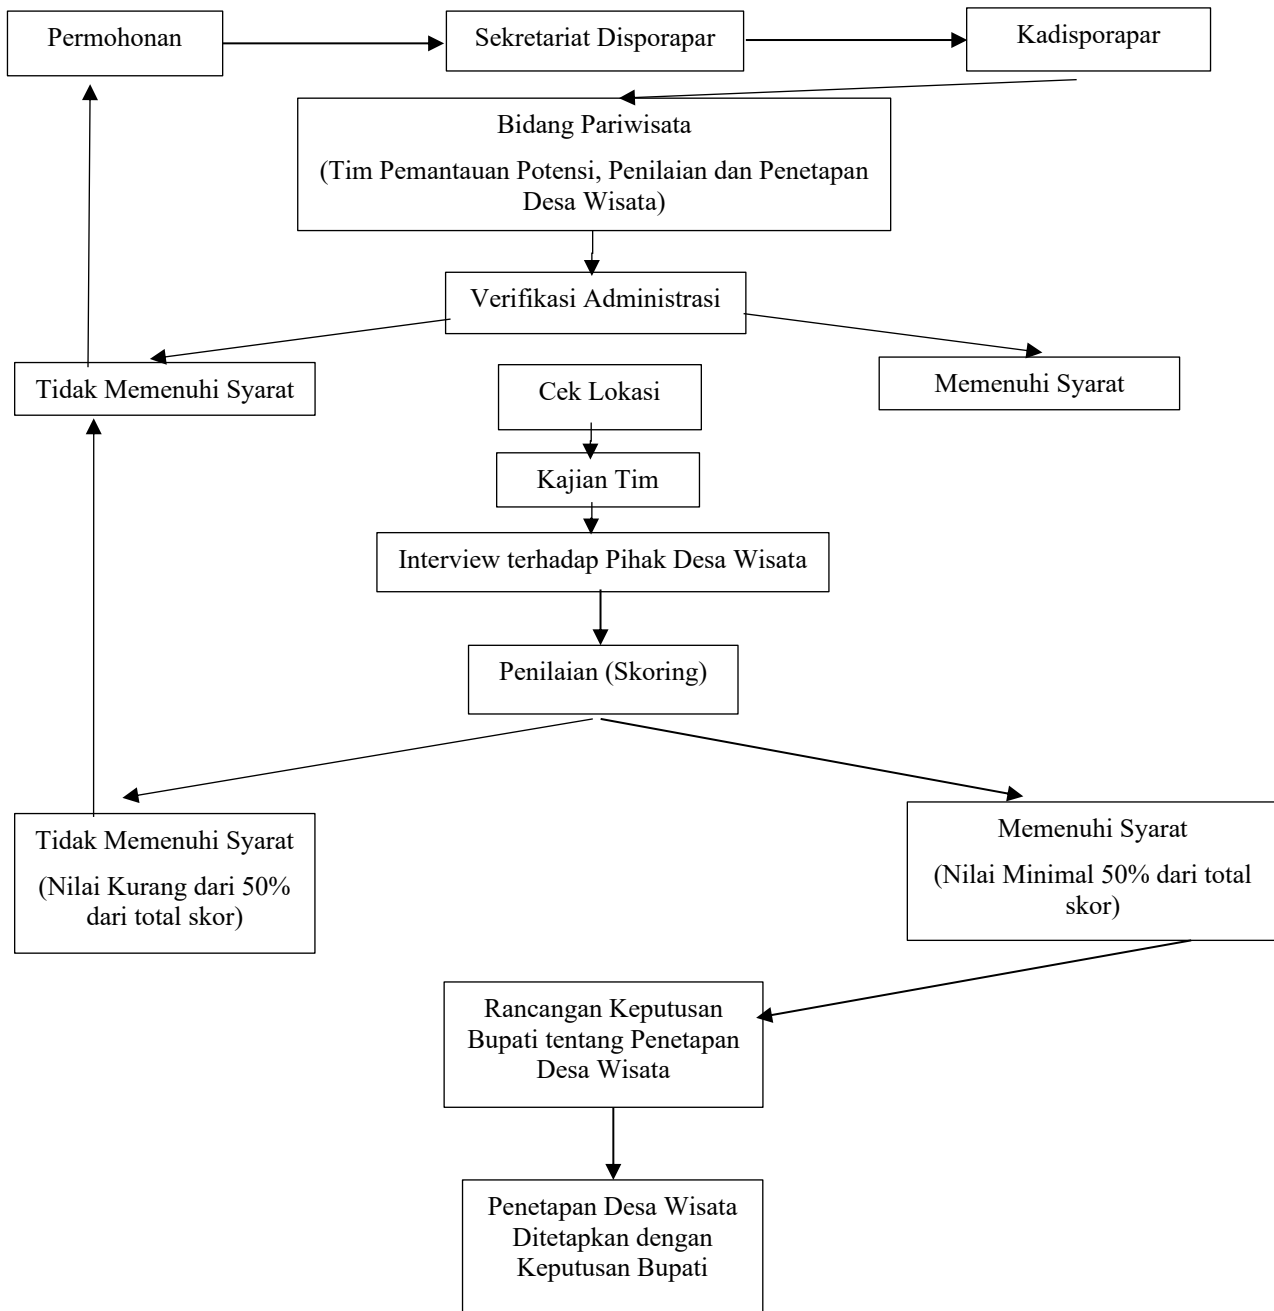 Permohonan
Sekretariat Disporapar
Kadisporapar
Bidang Pariwisata
(Tim Pemantauan Potensi, Penilaian dan Penetapan
Desa Wisata)
Verifikasi Administrasi
Tidak Memenuhi Syarat
Cek Lokasi
Memenuhi Syarat
Kajian Tim
Interview terhadap Pihak Desa Wisata
Penilaian (Skoring)
Tidak Memenuhi Syarat
(Nilai Kurang dari 50%
dari total skor)
Memenuhi Syarat
(Nilai Minimal 50% dari total
skor)
Rancangan Keputusan
Bupati tentang Penetapan
Desa Wisata
Penetapan Desa Wisata
Ditetapkan dengan
Keputusan Bupati